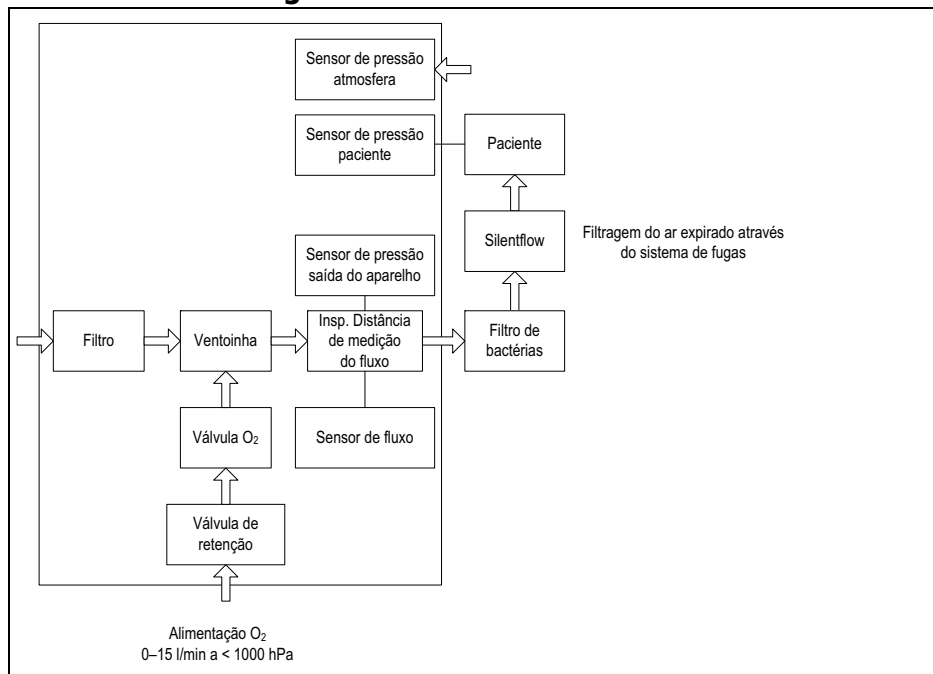 Sensor de pressão
atmosfera
Sensor de pressão
paciente
Paciente
Silentflow
Filtragem do ar expirado através
do sistema de fugas
Sensor de pressão
saída do aparelho
Filtro
Ventoinha
Insp. Distância
de medição
do fluxo
Filtro de
bactérias
Válvula O₂
Sensor de fluxo
Válvula de
retenção
Alimentação O₂
0–15 l/min a < 1000 hPa